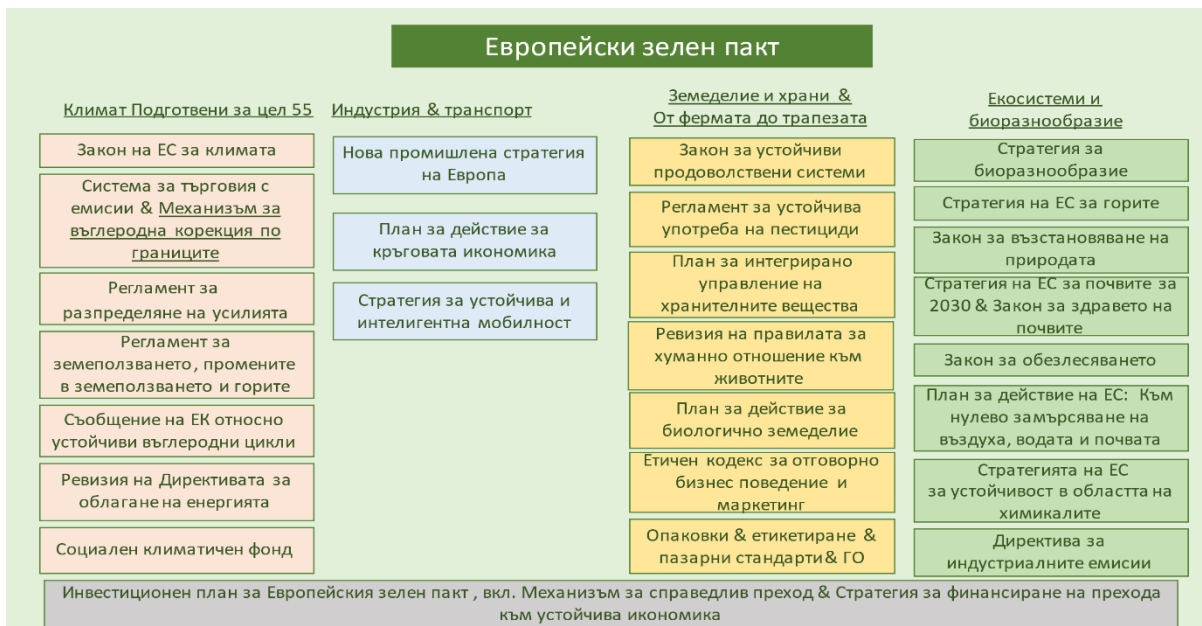 Европейски зелен пакт
Климат Подготвени за цел 55
Закон на ЕС за климата
Система за търговия с
емисии & Механизъм за
въглеродна корекция по
границите
Регламент за
разпределяне на усилията
Регламент за
земеползването, промените
в земеползването и горите
Съобщение на ЕК относно
устойчиви въглеродни цикли
Ревизия на Директивата за
облагане на енергията
Социален климатичен фонд
Индустрия & транспорт
Нова промишлена стратегия
на Европа
План за действие за
кръговата икономика
Стратегия за устойчива и
интелигентна мобилност
Земеделие и храни &
От фермата до трапезата
Закон за устойчиви
продоволствени системи
Регламент за устойчива
употреба на пестициди
План за интегрирано
управление на
хранителните вещества
Ревизия на правилата за
хуманно отношение към
животните
План за действие за
биологично земеделие
Етичен кодекс за отговорно
бизнес поведение и
маркетинг
Опаковки & етикетиране &
пазарни стандарти& ГО
Екосистеми и
биоразнообразие
Стратегия за
биоразнообразие
Стратегия на ЕС за горите
Закон за възстановяване на
природата
Стратегия на ЕС за почвите за
2030 & Закон за здравето на
почвите
Закон за обезлесяването
План за действие на ЕС: Към
нулево замърсяване на
въздуха, водата и почвата
Стратегията на ЕС
за устойчивост в областта на
химикалите
Директива за
индустриалните емисии
Инвестиционен план за Европейския зелен пакт , вкл. Механизъм за справедлив преход & Стратегия за финансиране на прехода
към устойчива икономика